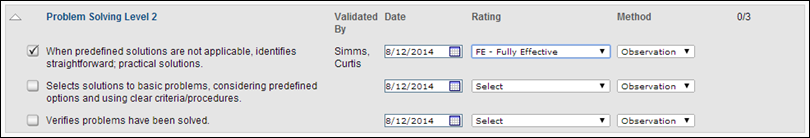 Problem Solving Level 2 Validated By Date Rating Method 0/3
When predefined solutions are not applicable, identifies straightforward; practical solutions. Simms, Curtis 8/12/2014 FE - Fully Effective Observation
Selects solutions to basic problems, considering predefined options and using clear criteria/procedures. 8/12/2014 Select Observation
Verifies problems have been solved. 8/12/2014 Select Observation